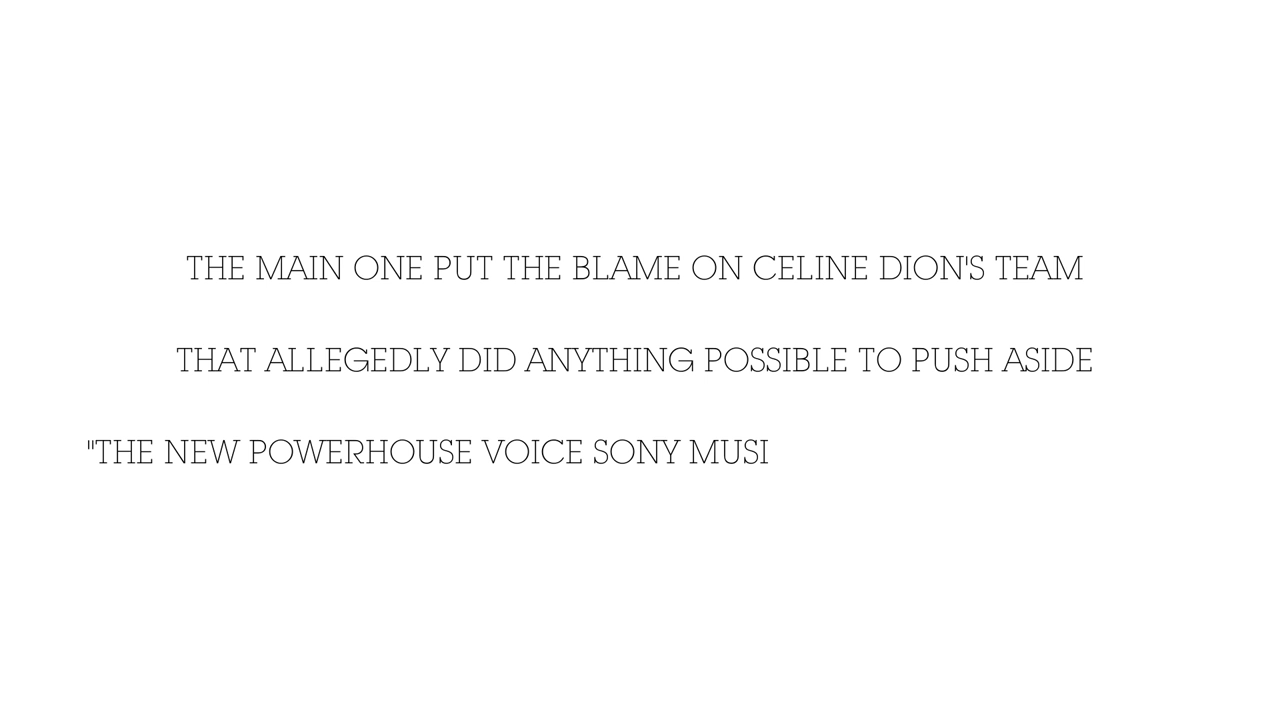 THE MAIN ONE PUT THE BLAME ON CELINE DION'S TEAM
THAT ALLEGEDLY DID ANYTHING POSSIBLE TO PUSH ASIDE
"THE NEW POWERHOUSE VOICE SONY MUSI